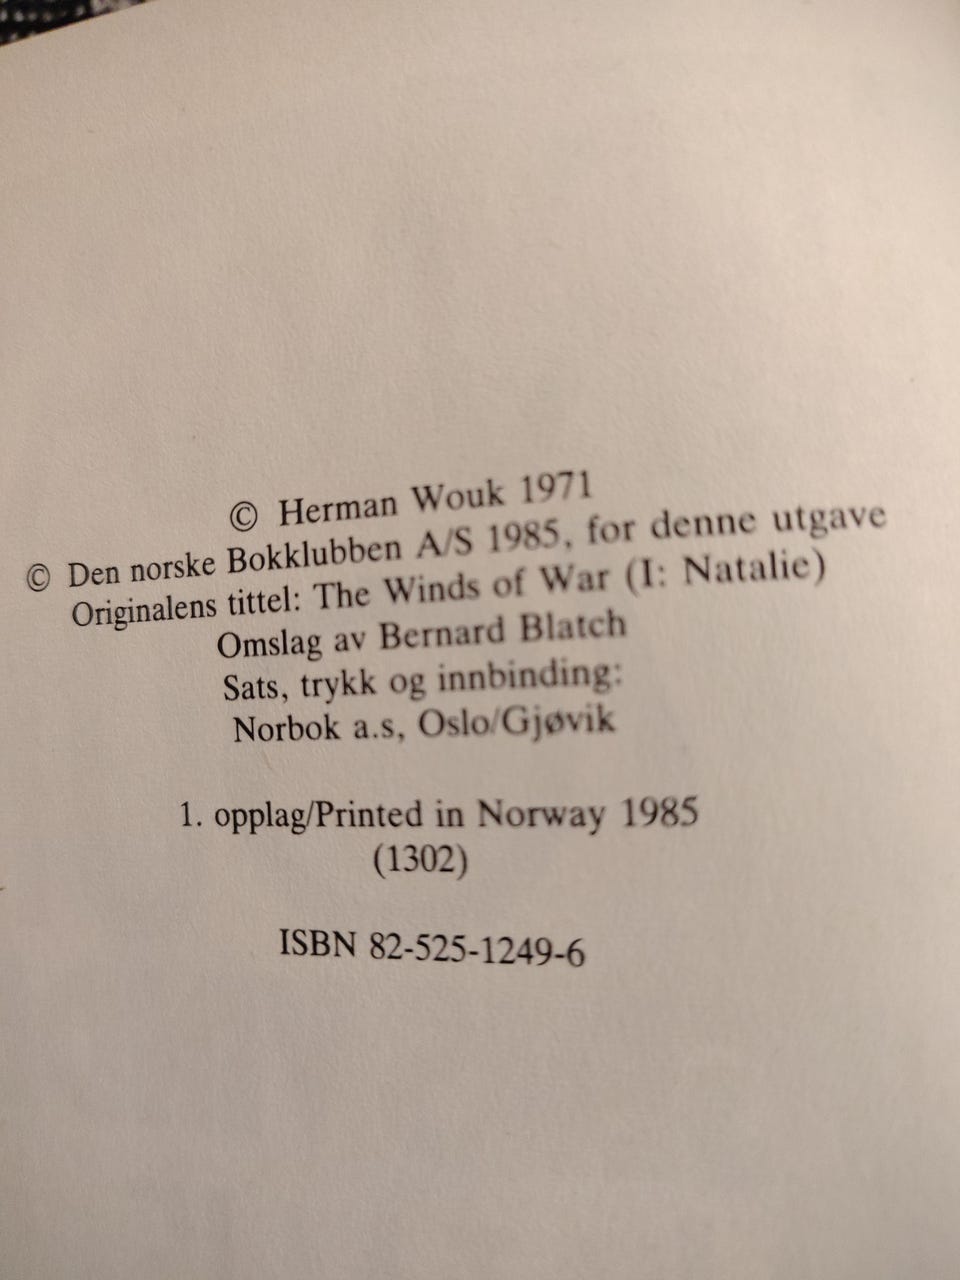 © Herman Wouk 1971
© Den norske Bokklubben A/S 1985, for denne utgave
Originalens tittel: The Winds of War (I: Natalie)
Omslag av Bernard Blatch
Sats, trykk og innbinding:
Norbok a.s, Oslo/Gjøvik
1. opplag/Printed in Norway 1985
(1302)
ISBN 82-525-1249-6